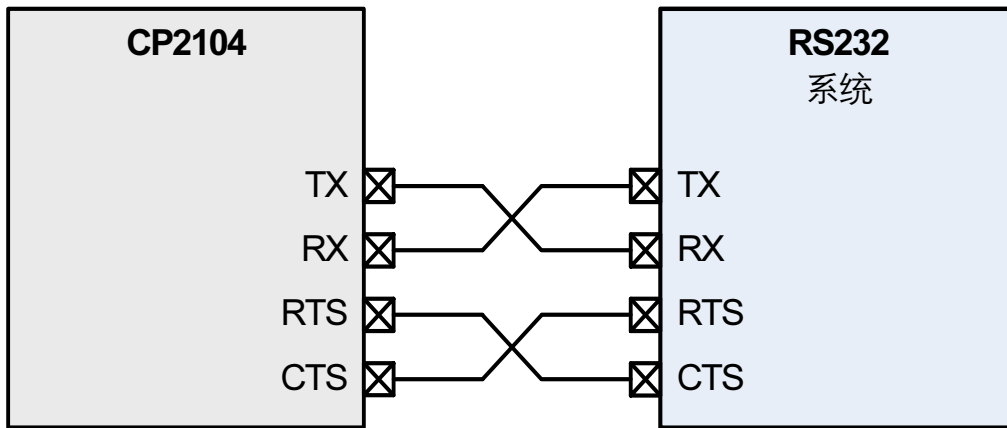 CP2104
TX
RX
RTS
CTS
RS232
系统
TX
RX
RTS
CTS